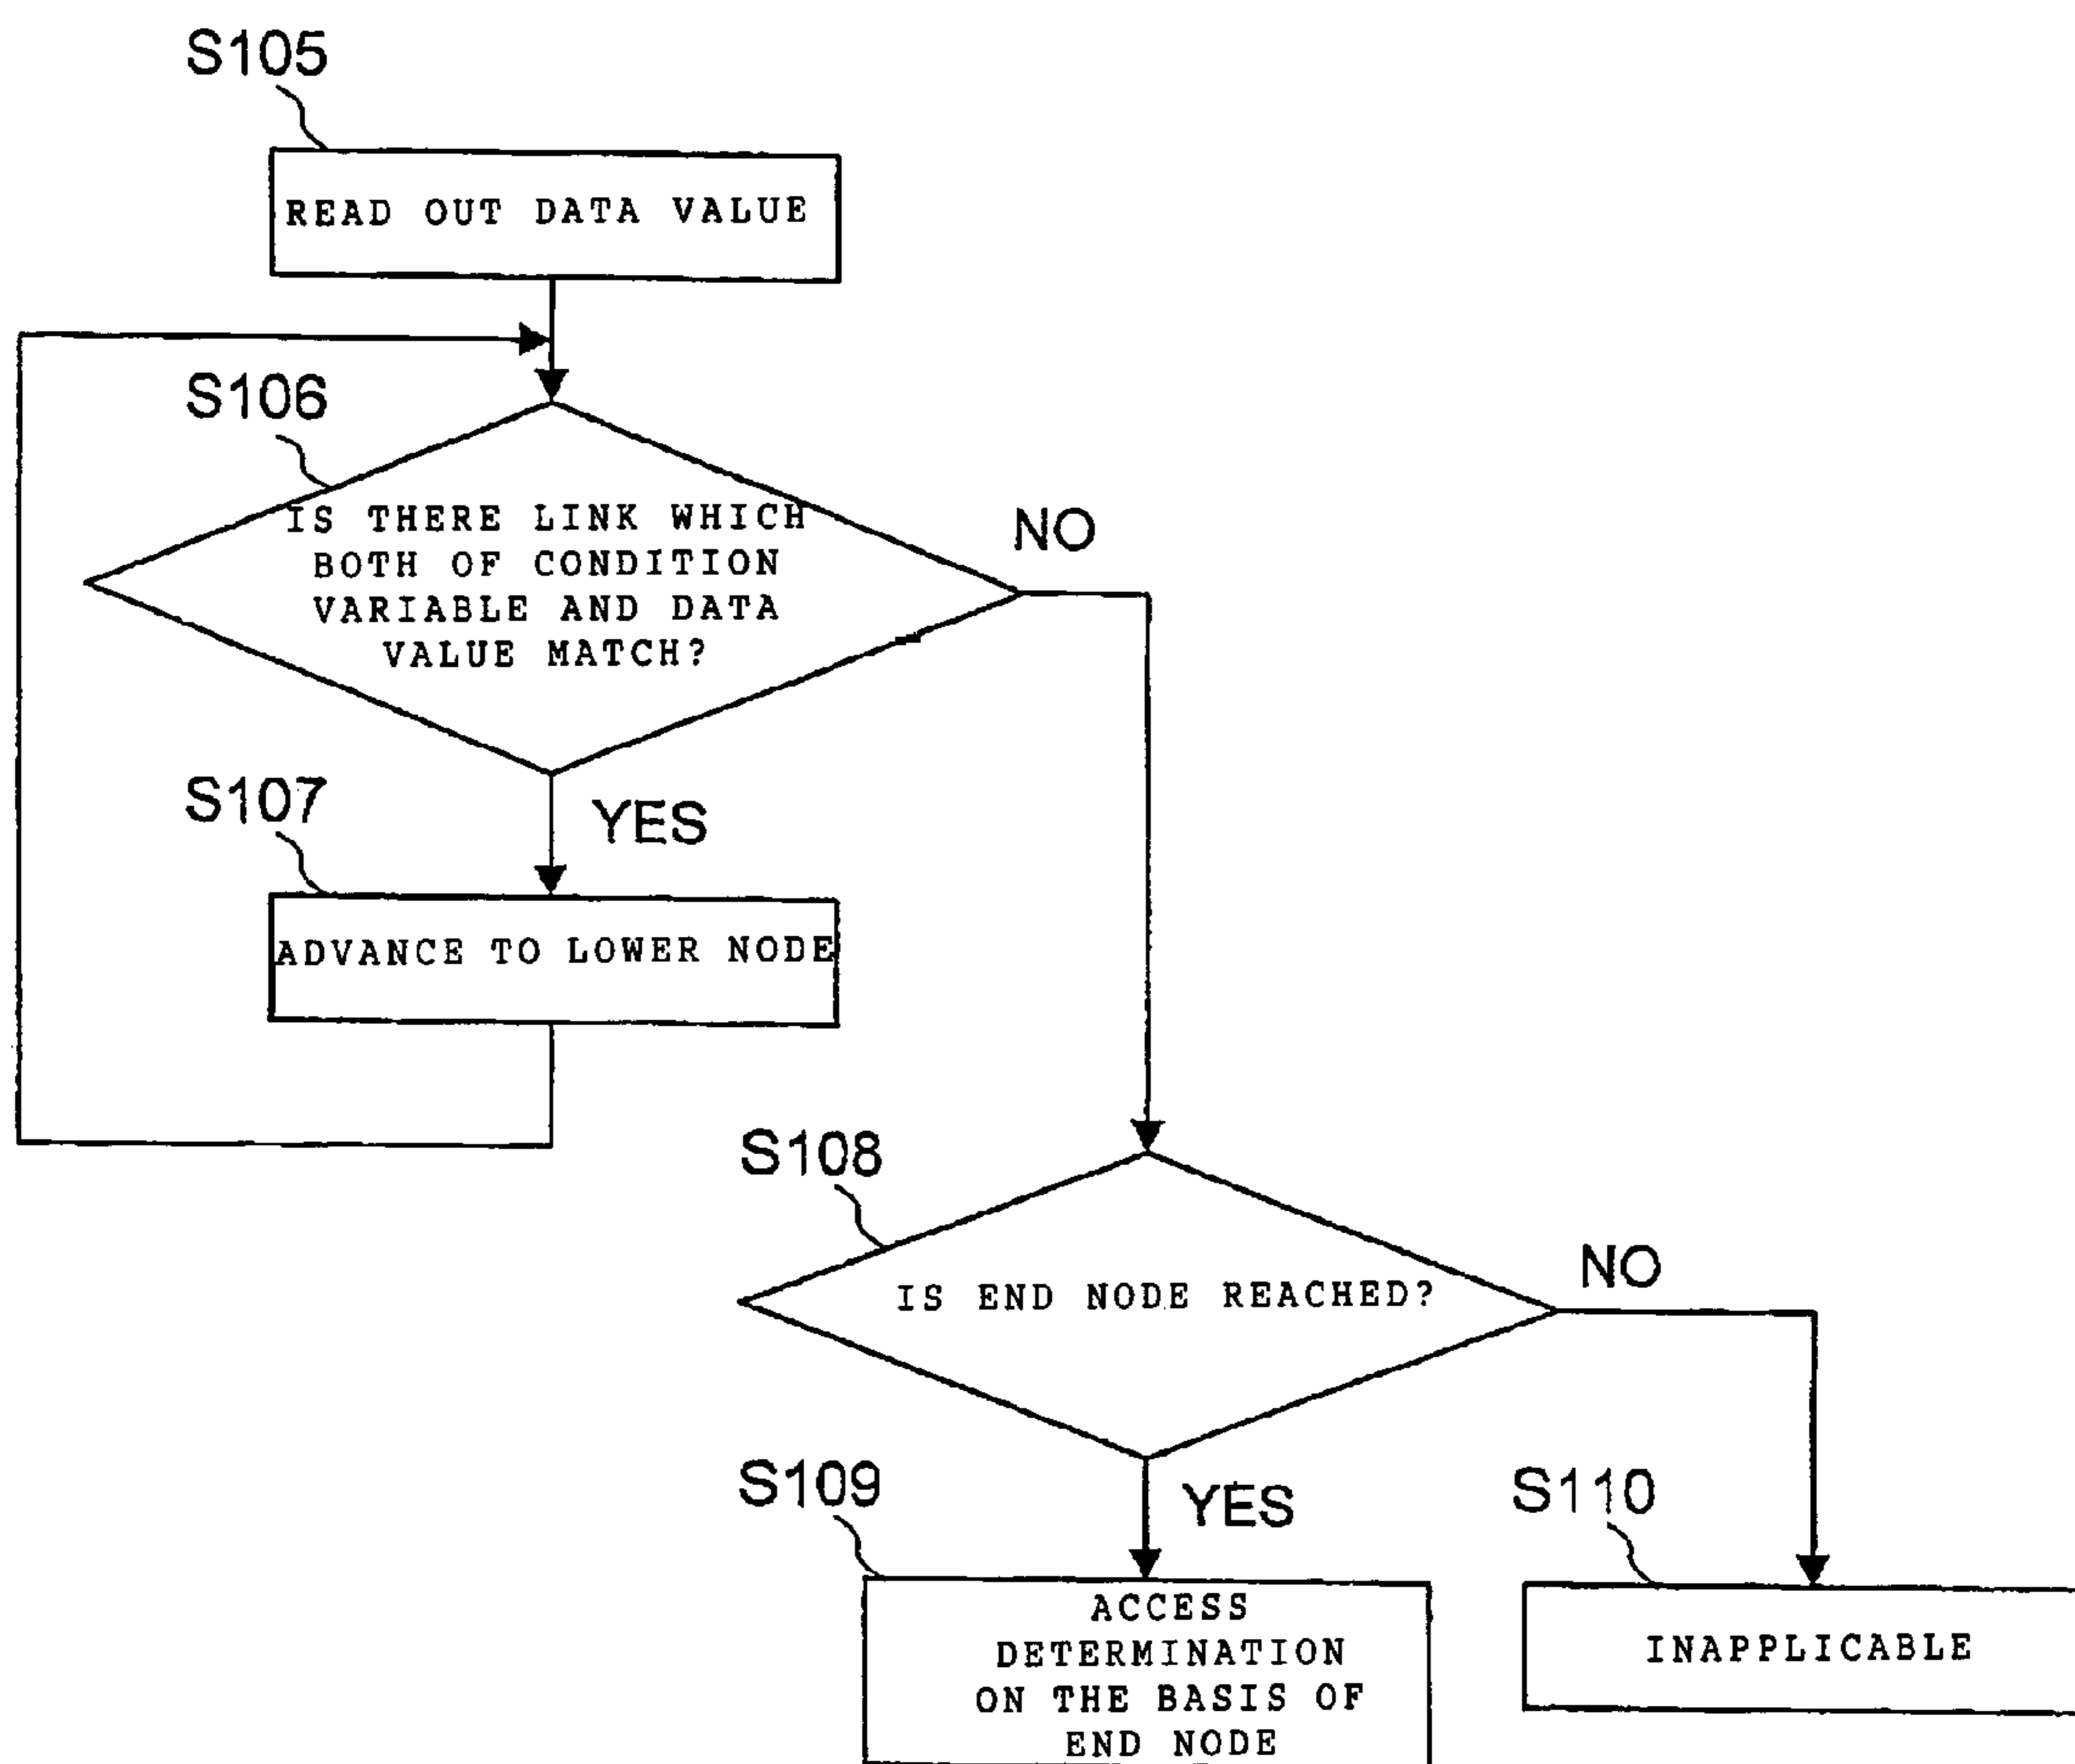 S105
READ OUT DATA VALUE
S106
IS THERE LINK WHICH
BOTH OF CONDITION
VARIABLE AND DATA
VALUE MATCH?
NO
S107
YES
ADVANCE TO LOWER NODE
S108
IS END NODE REACHED?
NO
S109
YES
S110
ACCESS
DETERMINATION
ON THE BASIS OF
END NODE
INAPPLICABLE